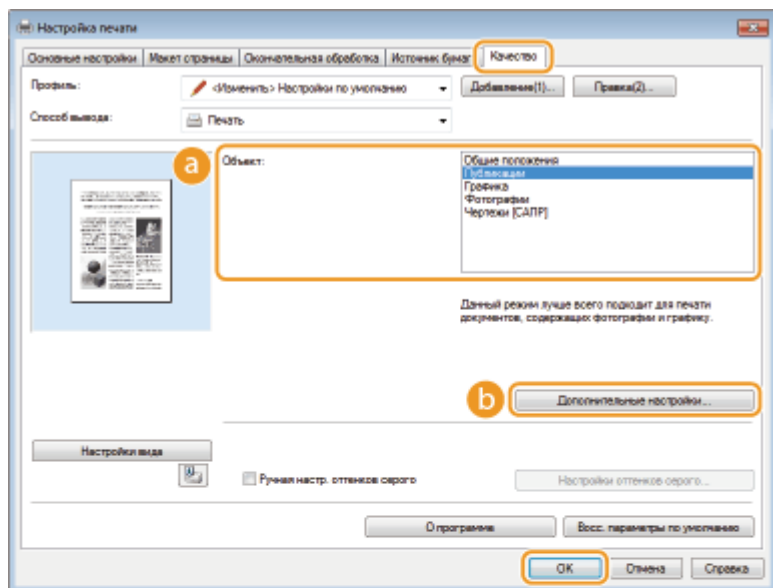 Настройка печати
Основные настройки Макет страницы Окончательная обработка Источник бумаг Качество
Профиль: <Изменить> Настройки по умолчанию Добавление(1)... Правка(2)...
Способ вывода: Печать
a Объект: Общие положения
Публикации
Графика
Фотографии
Чертежи [САПР]
Данный режим лучше всего подходит для печати
документов, содержащих фотографии и графику.
b Дополнительные настройки...
Настройки вида
Ручная настр. оттенков серого Настройки оттенков серого...
О программе Восс. параметры по умолчанию
OK Отмена Справка